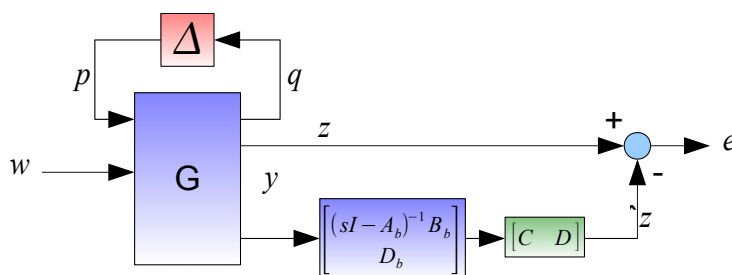 Δ
p
q
z
+
e
w
G
y
-
z
[(sI−A_b)^{−1} B_b
D_b]
[C D]